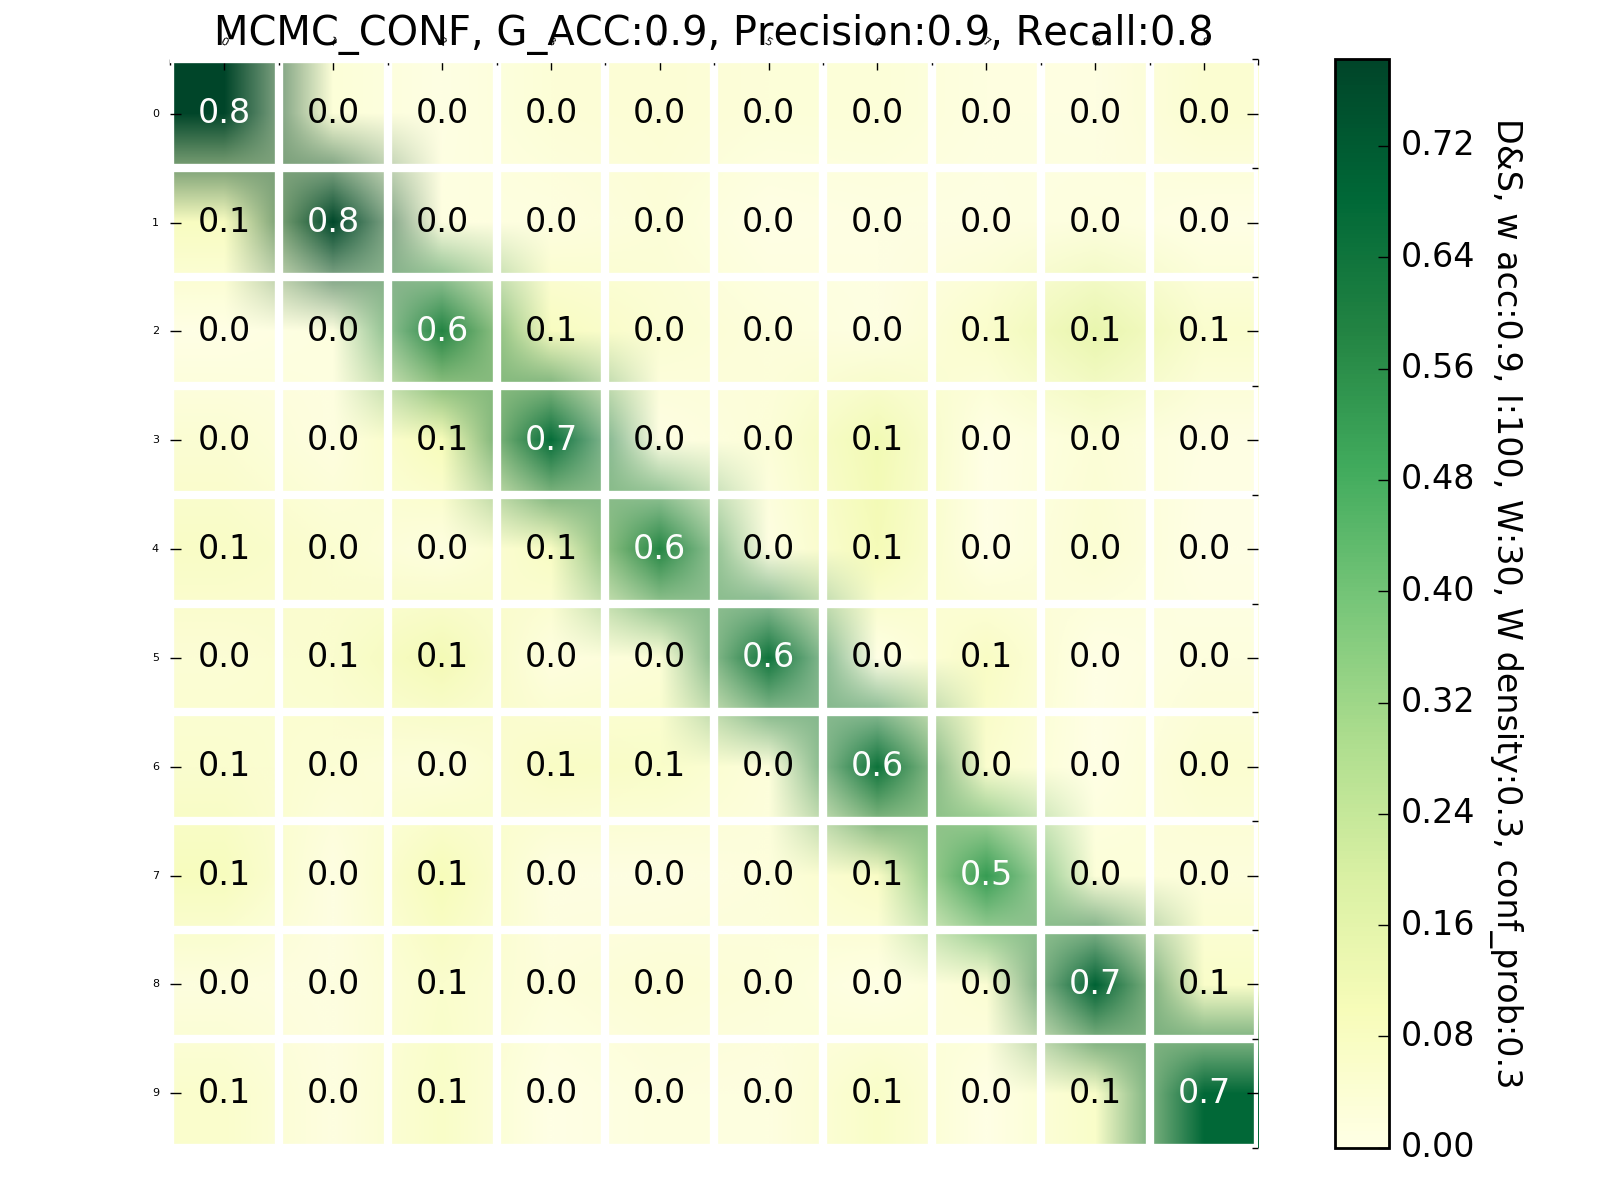 MCMC_CONF, G_ACC:0.9, Precision:0.9, Recall:0.8
0 0.8 0.0 0.0 0.0 0.0 0.0 0.0 0.0 0.0 0.0
1 0.1 0.8 0.0 0.0 0.0 0.0 0.0 0.0 0.0 0.0
2 0.0 0.0 0.6 0.1 0.0 0.0 0.0 0.1 0.1 0.1
3 0.0 0.0 0.1 0.7 0.0 0.0 0.1 0.0 0.0 0.0
4 0.1 0.0 0.0 0.1 0.6 0.0 0.1 0.0 0.0 0.0
5 0.0 0.1 0.1 0.0 0.0 0.6 0.0 0.1 0.0 0.0
6 0.1 0.0 0.0 0.1 0.1 0.0 0.6 0.0 0.0 0.0
7 0.1 0.0 0.1 0.0 0.0 0.0 0.1 0.5 0.0 0.0
8 0.0 0.0 0.1 0.0 0.0 0.0 0.0 0.0 0.7 0.1
9 0.1 0.0 0.1 0.0 0.0 0.0 0.1 0.0 0.1 0.7
0.72
0.64
0.56
0.48
0.40
0.32
0.24
0.16
0.08
0.00
D&S, w acc:0.9, I:100, W:30, W density:0.3, conf_prob:0.3